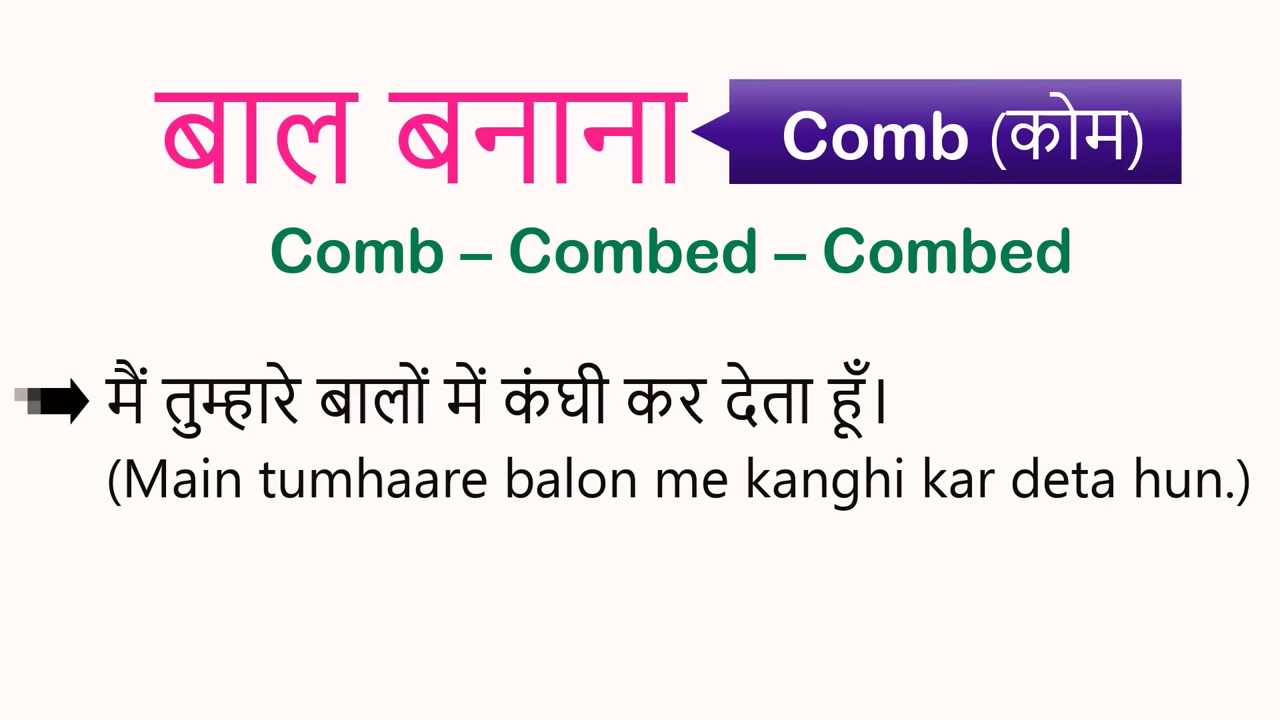 बाल बनाना Comb (कोम)
Comb – Combed – Combed
मैं तुम्हारे बालों में कंघी कर देता हूँ।
(Main tumhaare balon me kanghi kar deta hun.)